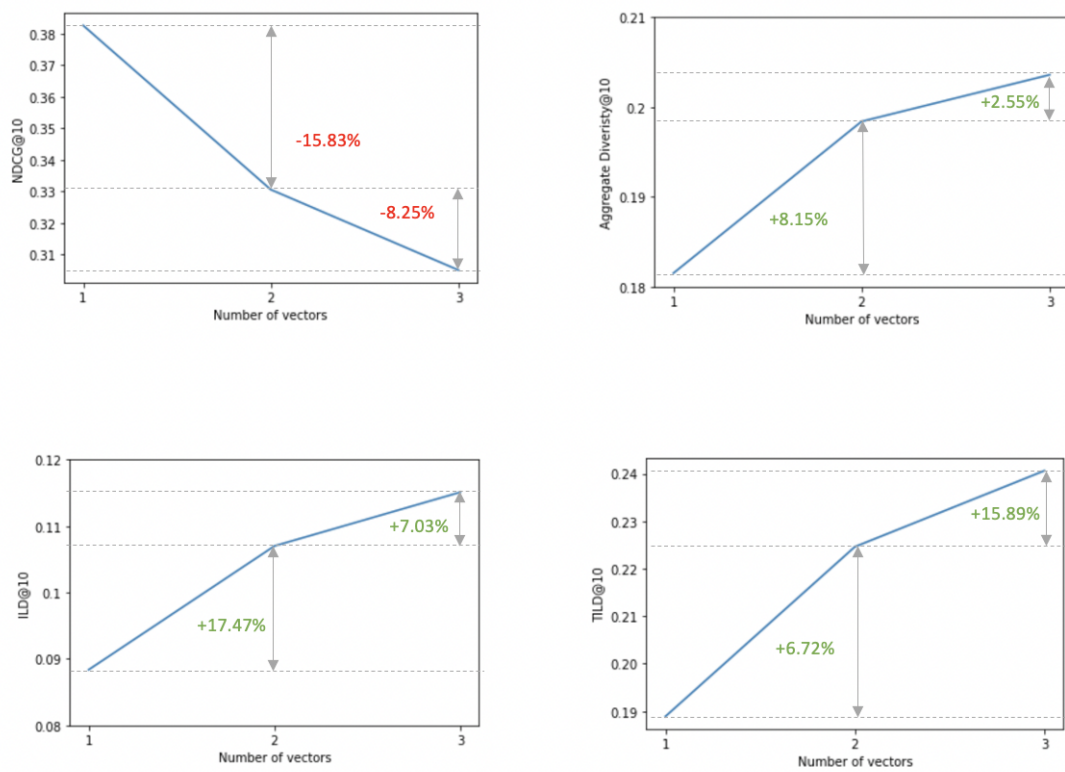 0.38
0.37
0.36
0.35
0.34
0.33
0.31
NDCG@10
-15.83%
-8.25%
1 2 3
Number of vectors
0.21
0.2
0.19
0.18
Aggregate Diveristy@10
+2.55%
+8.15%
1 2 3
Number of vectors
0.12
0.11
0.1
0.09
0.08
ILD@10
+7.03%
+17.47%
1 2 3
Number of vectors
0.24
0.23
0.22
0.21
0.20
0.19
TILD@10
+15.89%
+6.72%
1 2 3
Number of vectors